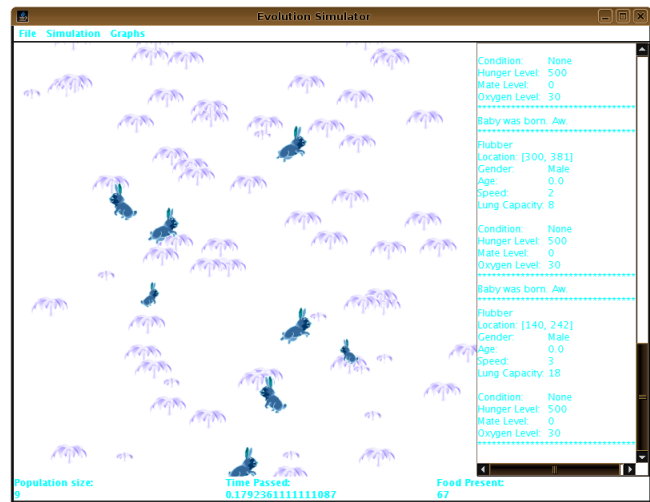 Evolution Simulator
File Simulation Graphs
Condition: None
Hunger Level: 500
Mate Level: 0
Oxygen Level: 30
Baby was born. Aw.
Flubber
Location: [300, 381]
Gender: Male
Age: 0.0
Speed: 2
Lung Capacity: 8
Condition: None
Hunger Level: 500
Mate Level: 0
Oxygen Level: 30
Baby was born. Aw.
Flubber
Location: [140, 242]
Gender: Male
Age: 0.0
Speed: 3
Lung Capacity: 18
Condition: None
Hunger Level: 500
Mate Level: 0
Oxygen Level: 30
Population size: Time Passed: Food Present:
9 0.1792361111111087 67